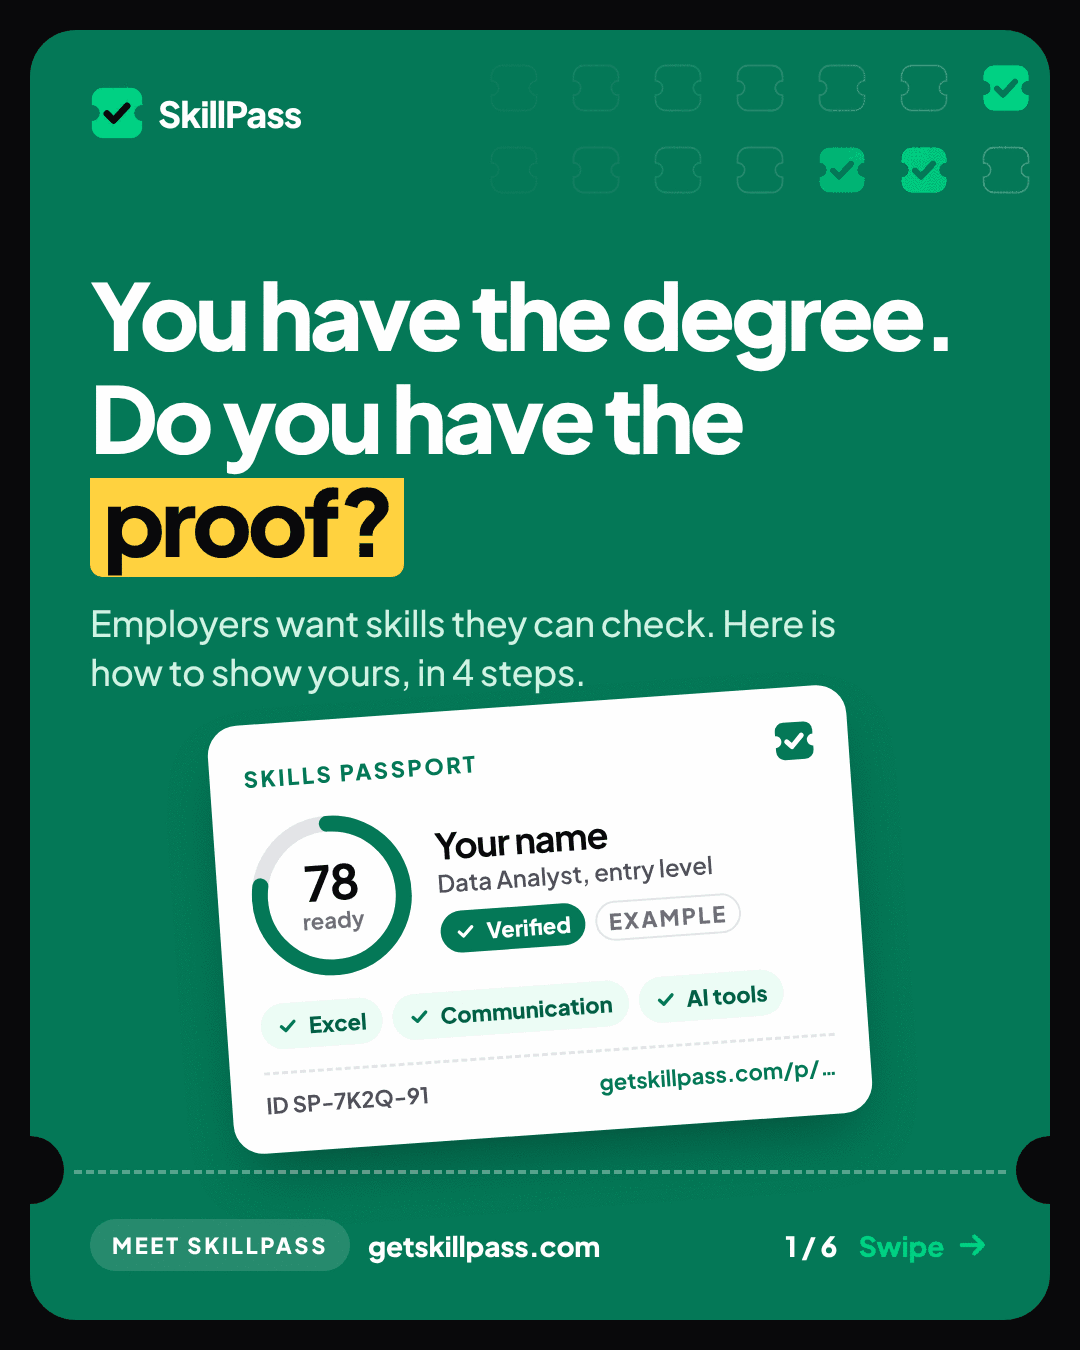 SkillPass
You have the degree.
Do you have the
proof?
Employers want skills they can check. Here is
how to show yours, in 4 steps.
SKILLS PASSPORT
78
ready
Your name
Data Analyst, entry level
Verified
EXAMPLE
Excel
Communication
AI tools
ID SP-7K2Q-91
getskillpass.com/p/...
MEET SKILLPASS
getskillpass.com
1/6
Swipe →